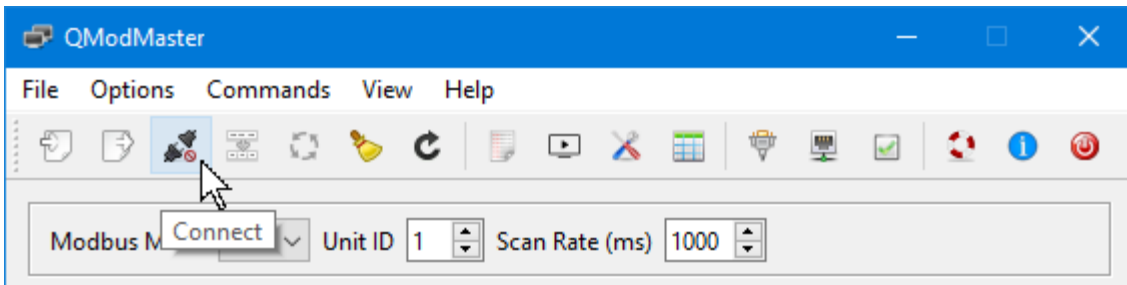 QModMaster
File Options Commands View Help
Connect
Modbus M Unit ID 1 Scan Rate (ms) 1000